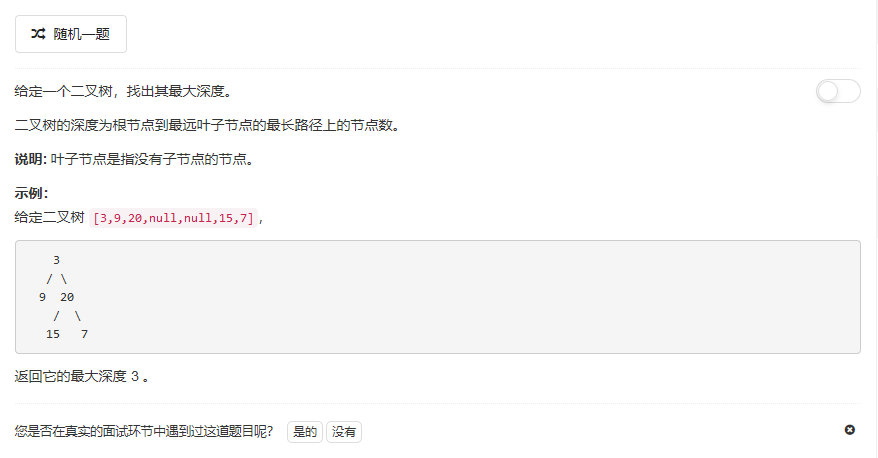 随机一题
给定一个二叉树，找出其最大深度。
二叉树的深度为根节点到最远叶子节点的最长路径上的节点数。
说明: 叶子节点是指没有子节点的节点。
示例：
给定二叉树 [3,9,20,null,null,15,7]，
3
/ \
9  20
/  \
15   7
返回它的最大深度 3 。
您是否在真实的面试环节中遇到过这道题目呢？ 是的 没有